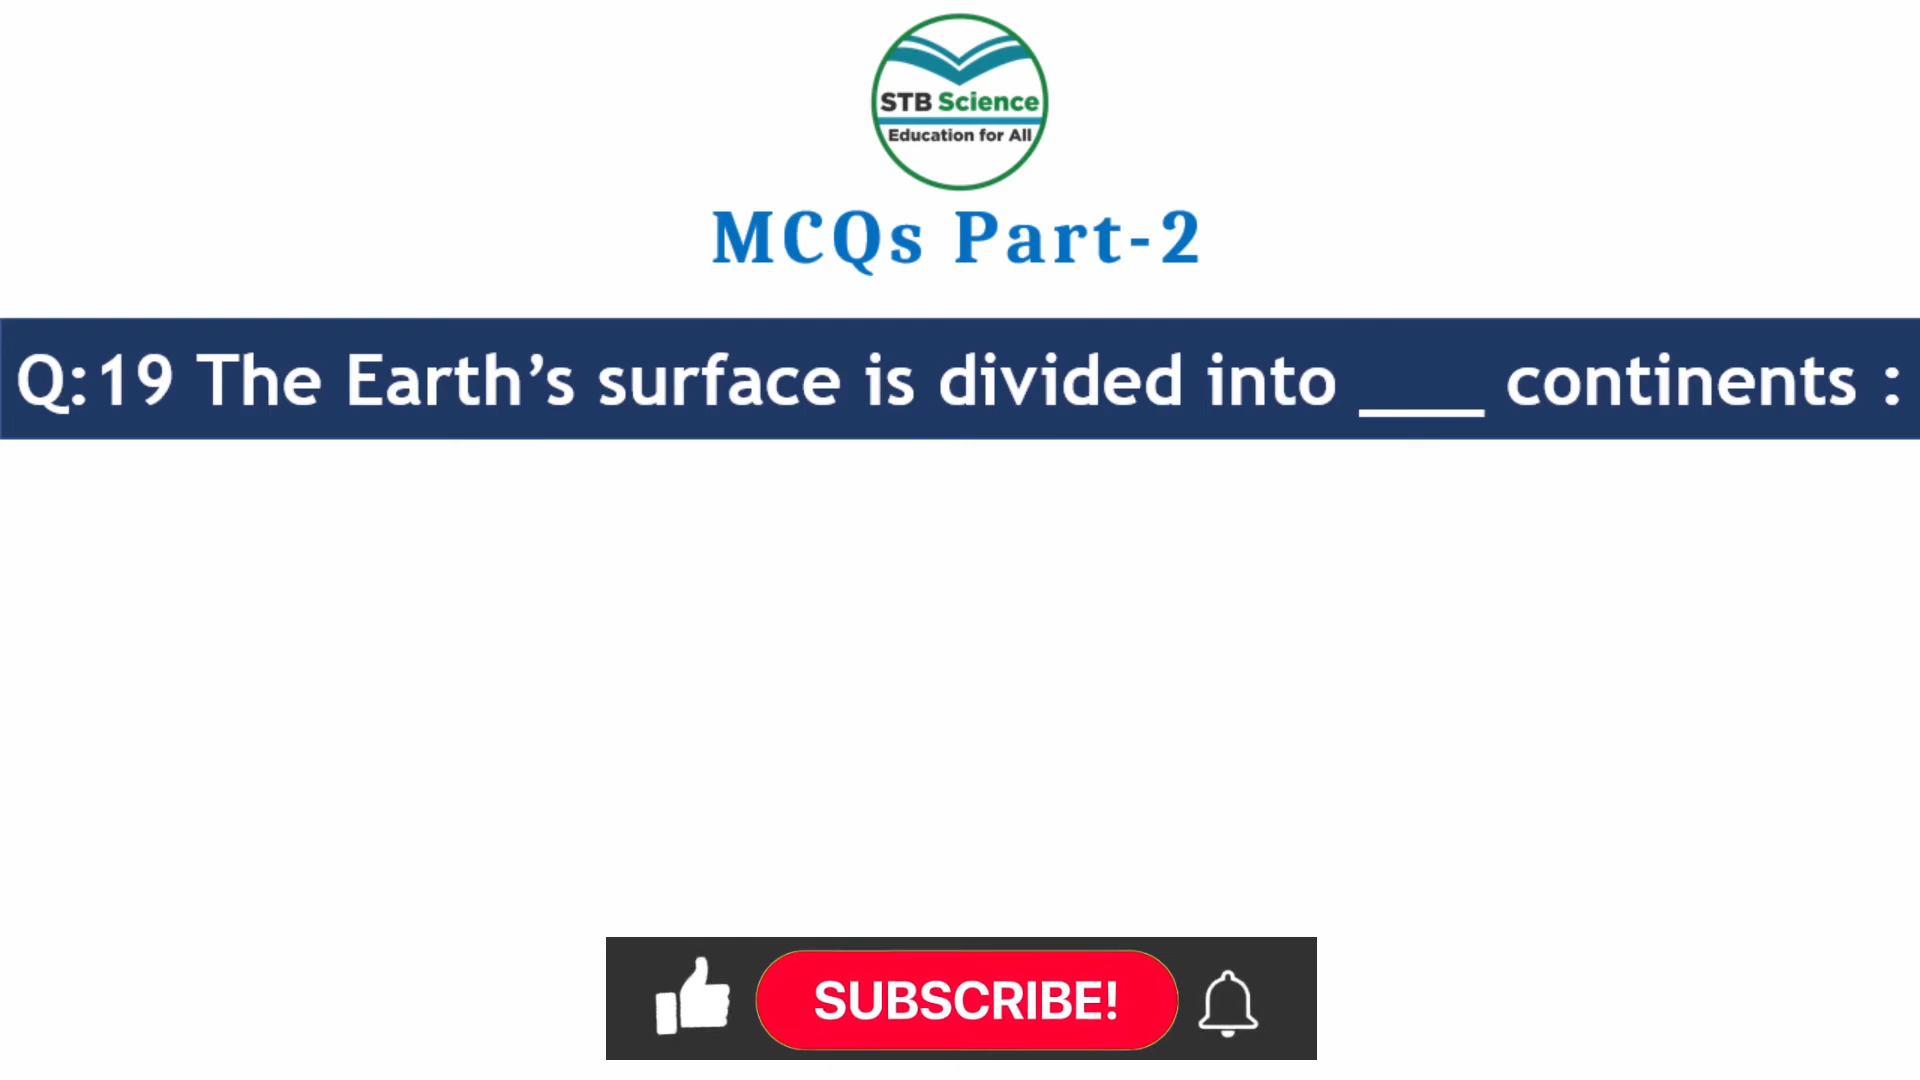 STB Science
Education for All
MCQs Part-2
Q:19 The Earth’s surface is divided into ____ continents :
SUBSCRIBE!